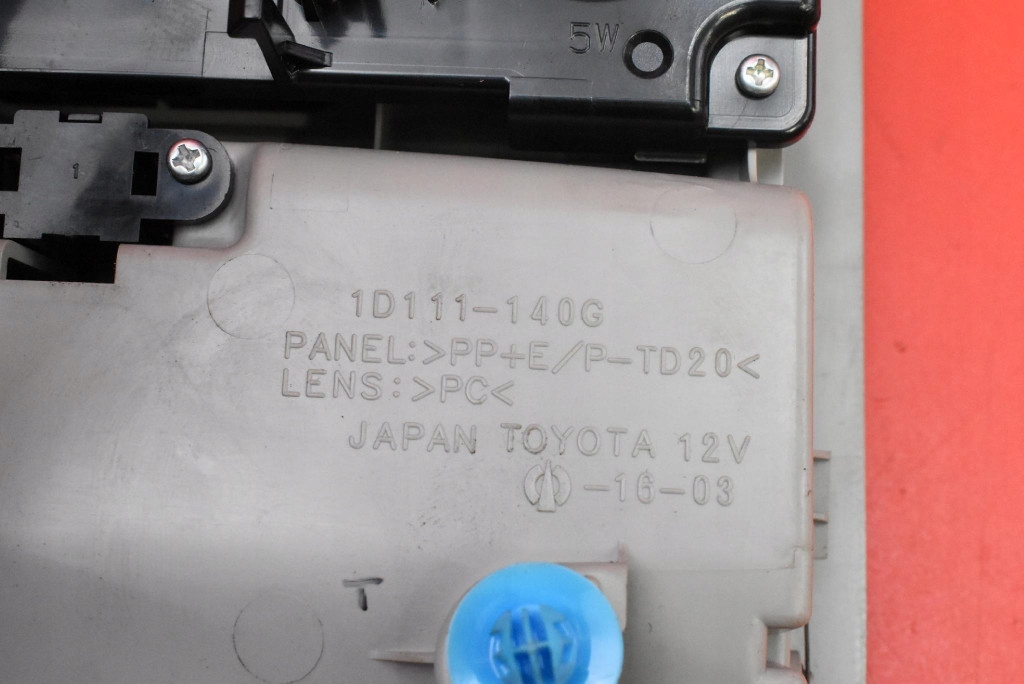 5W
1
1D111-140G
PANEL:>PP+E/P-TD20<
LENS:>PC<
JAPAN TOYOTA 12V
-16-03
T